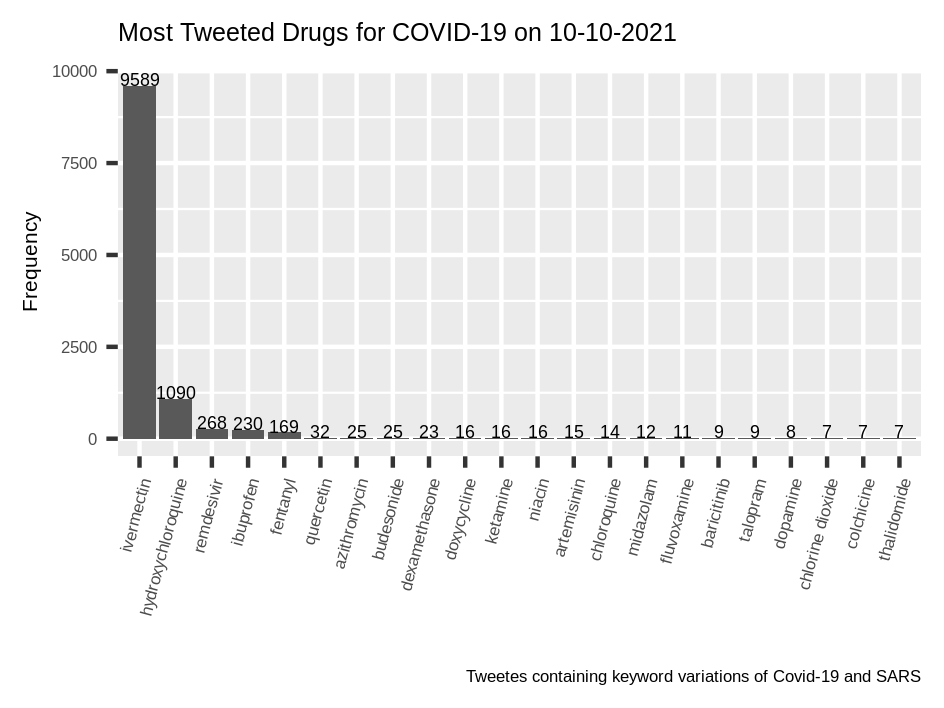 Most Tweeted Drugs for COVID-19 on 10-10-2021
Frequency
10000
7500
5000
2500
0
9589
1090
268
230
169
32
25
25
23
16
16
16
15
14
12
11
9
9
8
7
7
7
ivermectin
hydroxychloroquine
remdesivir
ibuprofen
fentanyl
quercetin
azithromycin
budesonide
dexamethasone
doxycycline
ketamine
niacin
artemisinin
chloroquine
midazolam
fluvoxamine
baricitinib
talopram
dopamine
chlorine dioxide
colchicine
thalidomide
Tweetes containing keyword variations of Covid-19 and SARS